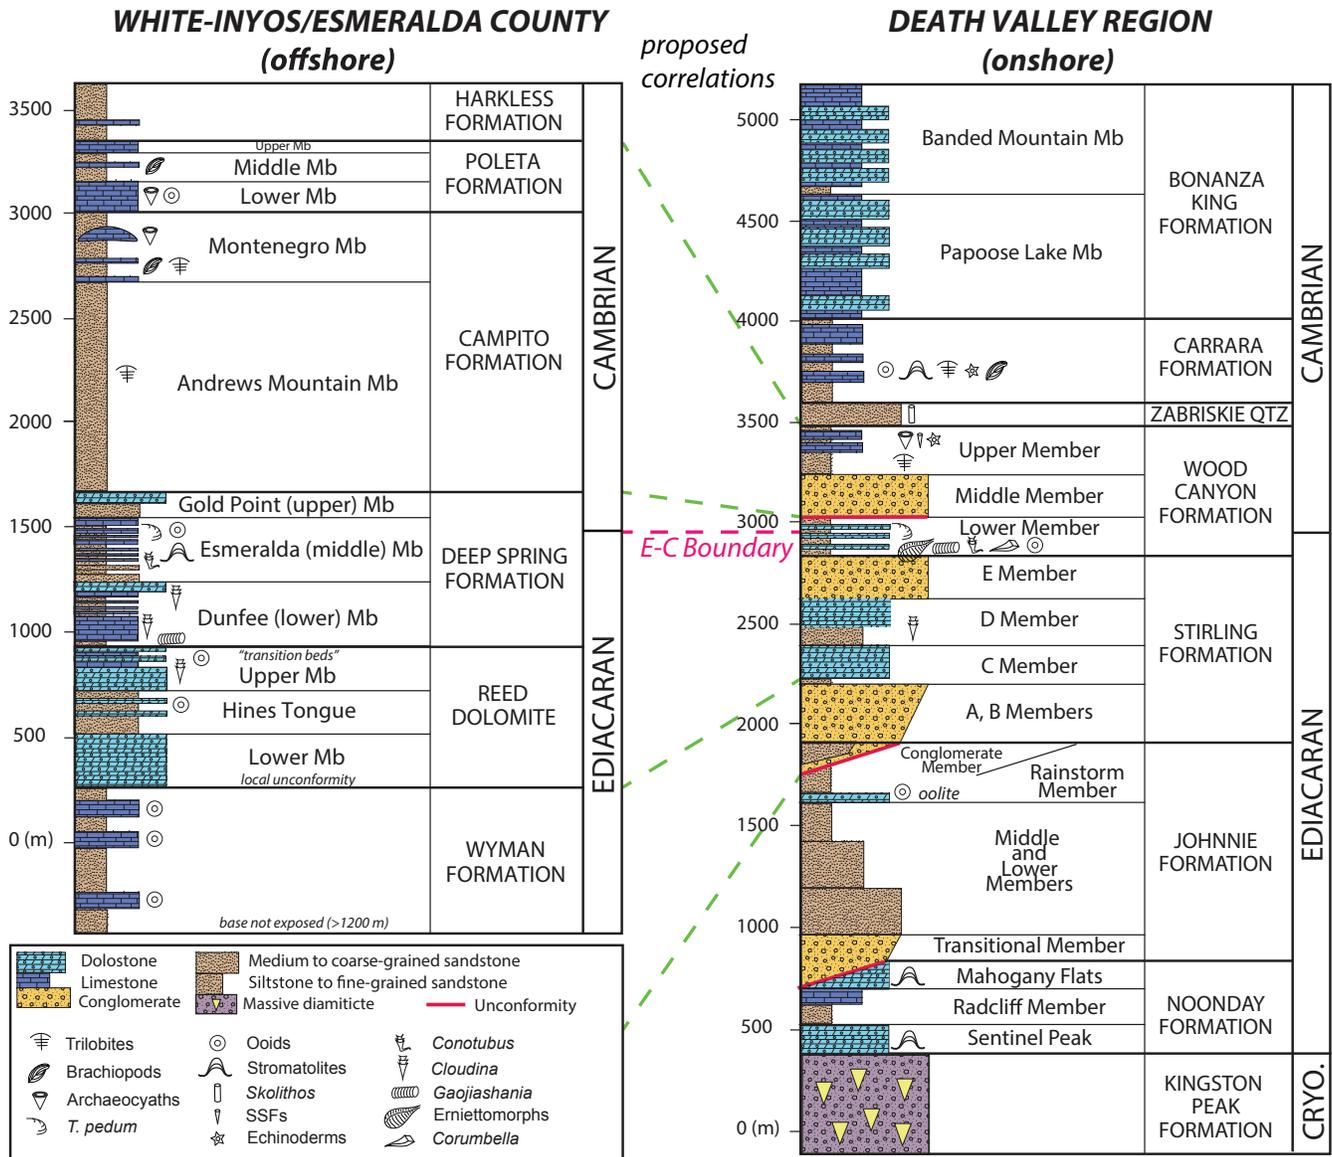 WHITE-INYOS/ESMERALDA COUNTY
(offshore)
3500
3000
2500
2000
1500
1000
500
0 (m)
Upper Mb
Middle Mb
Lower Mb
Montenegro Mb
Andrews Mountain Mb
Gold Point (upper) Mb
Esmeralda (middle) Mb
Dunfee (lower) Mb
"transition beds"
Upper Mb
Hines Tongue
Lower Mb
local unconformity
base not exposed (>1200 m)
HARKLESS
FORMATION
POLETA
FORMATION
CAMPITO
FORMATION
DEEP SPRING
FORMATION
REED
DOLOMITE
WYMAN
FORMATION
CAMBRIAN
EDIACARAN
proposed
correlations
E-C Boundary
DEATH VALLEY REGION
(onshore)
5000
4500
4000
3500
3000
2500
2000
1500
1000
500
0 (m)
Banded Mountain Mb
Papoose Lake Mb
Upper Member
Middle Member
Lower Member
E Member
D Member
C Member
A, B Members
Conglomerate
Member
Rainstorm
Member
oolite
Middle
and
Lower
Members
Transitional Member
Mahogany Flats
Radcliff Member
Sentinel Peak
BONANZA
KING
FORMATION
CARRARA
FORMATION
ZABRISKIE QTZ
WOOD
CANYON
FORMATION
STIRLING
FORMATION
JOHNNIE
FORMATION
NOONDAY
FORMATION
KINGSTON
PEAK
FORMATION
CAMBRIAN
EDIACARAN
CRYO.
Dolostone
Limestone
Conglomerate
Medium to coarse-grained sandstone
Siltstone to fine-grained sandstone
Massive diamiticte
Unconformity
Trilobites
Brachiopods
Archaeocyaths
T. pedum
Ooids
Stromatolites
Skolithos
SSFs
Echinoderms
Conotubus
Cloudina
Gaojiashania
Erniettomorphs
Corumbella